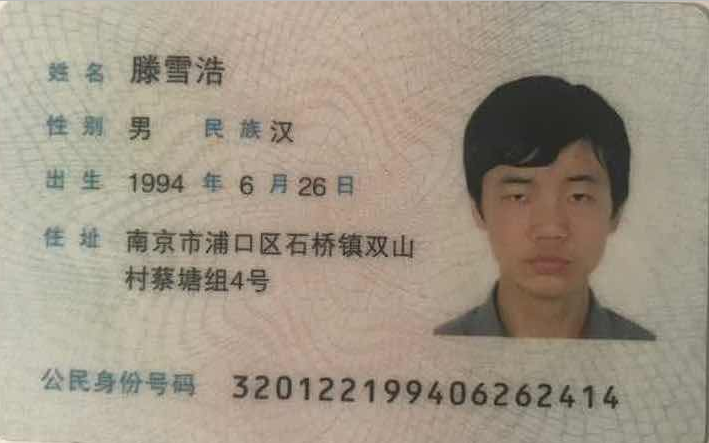 姓名 滕雪浩
性别 男 民族 汉
出生 1994 年 6 月 26 日
住址 南京市浦口区石桥镇双山
村蔡塘组4号
公民身份号码 320122199406262414